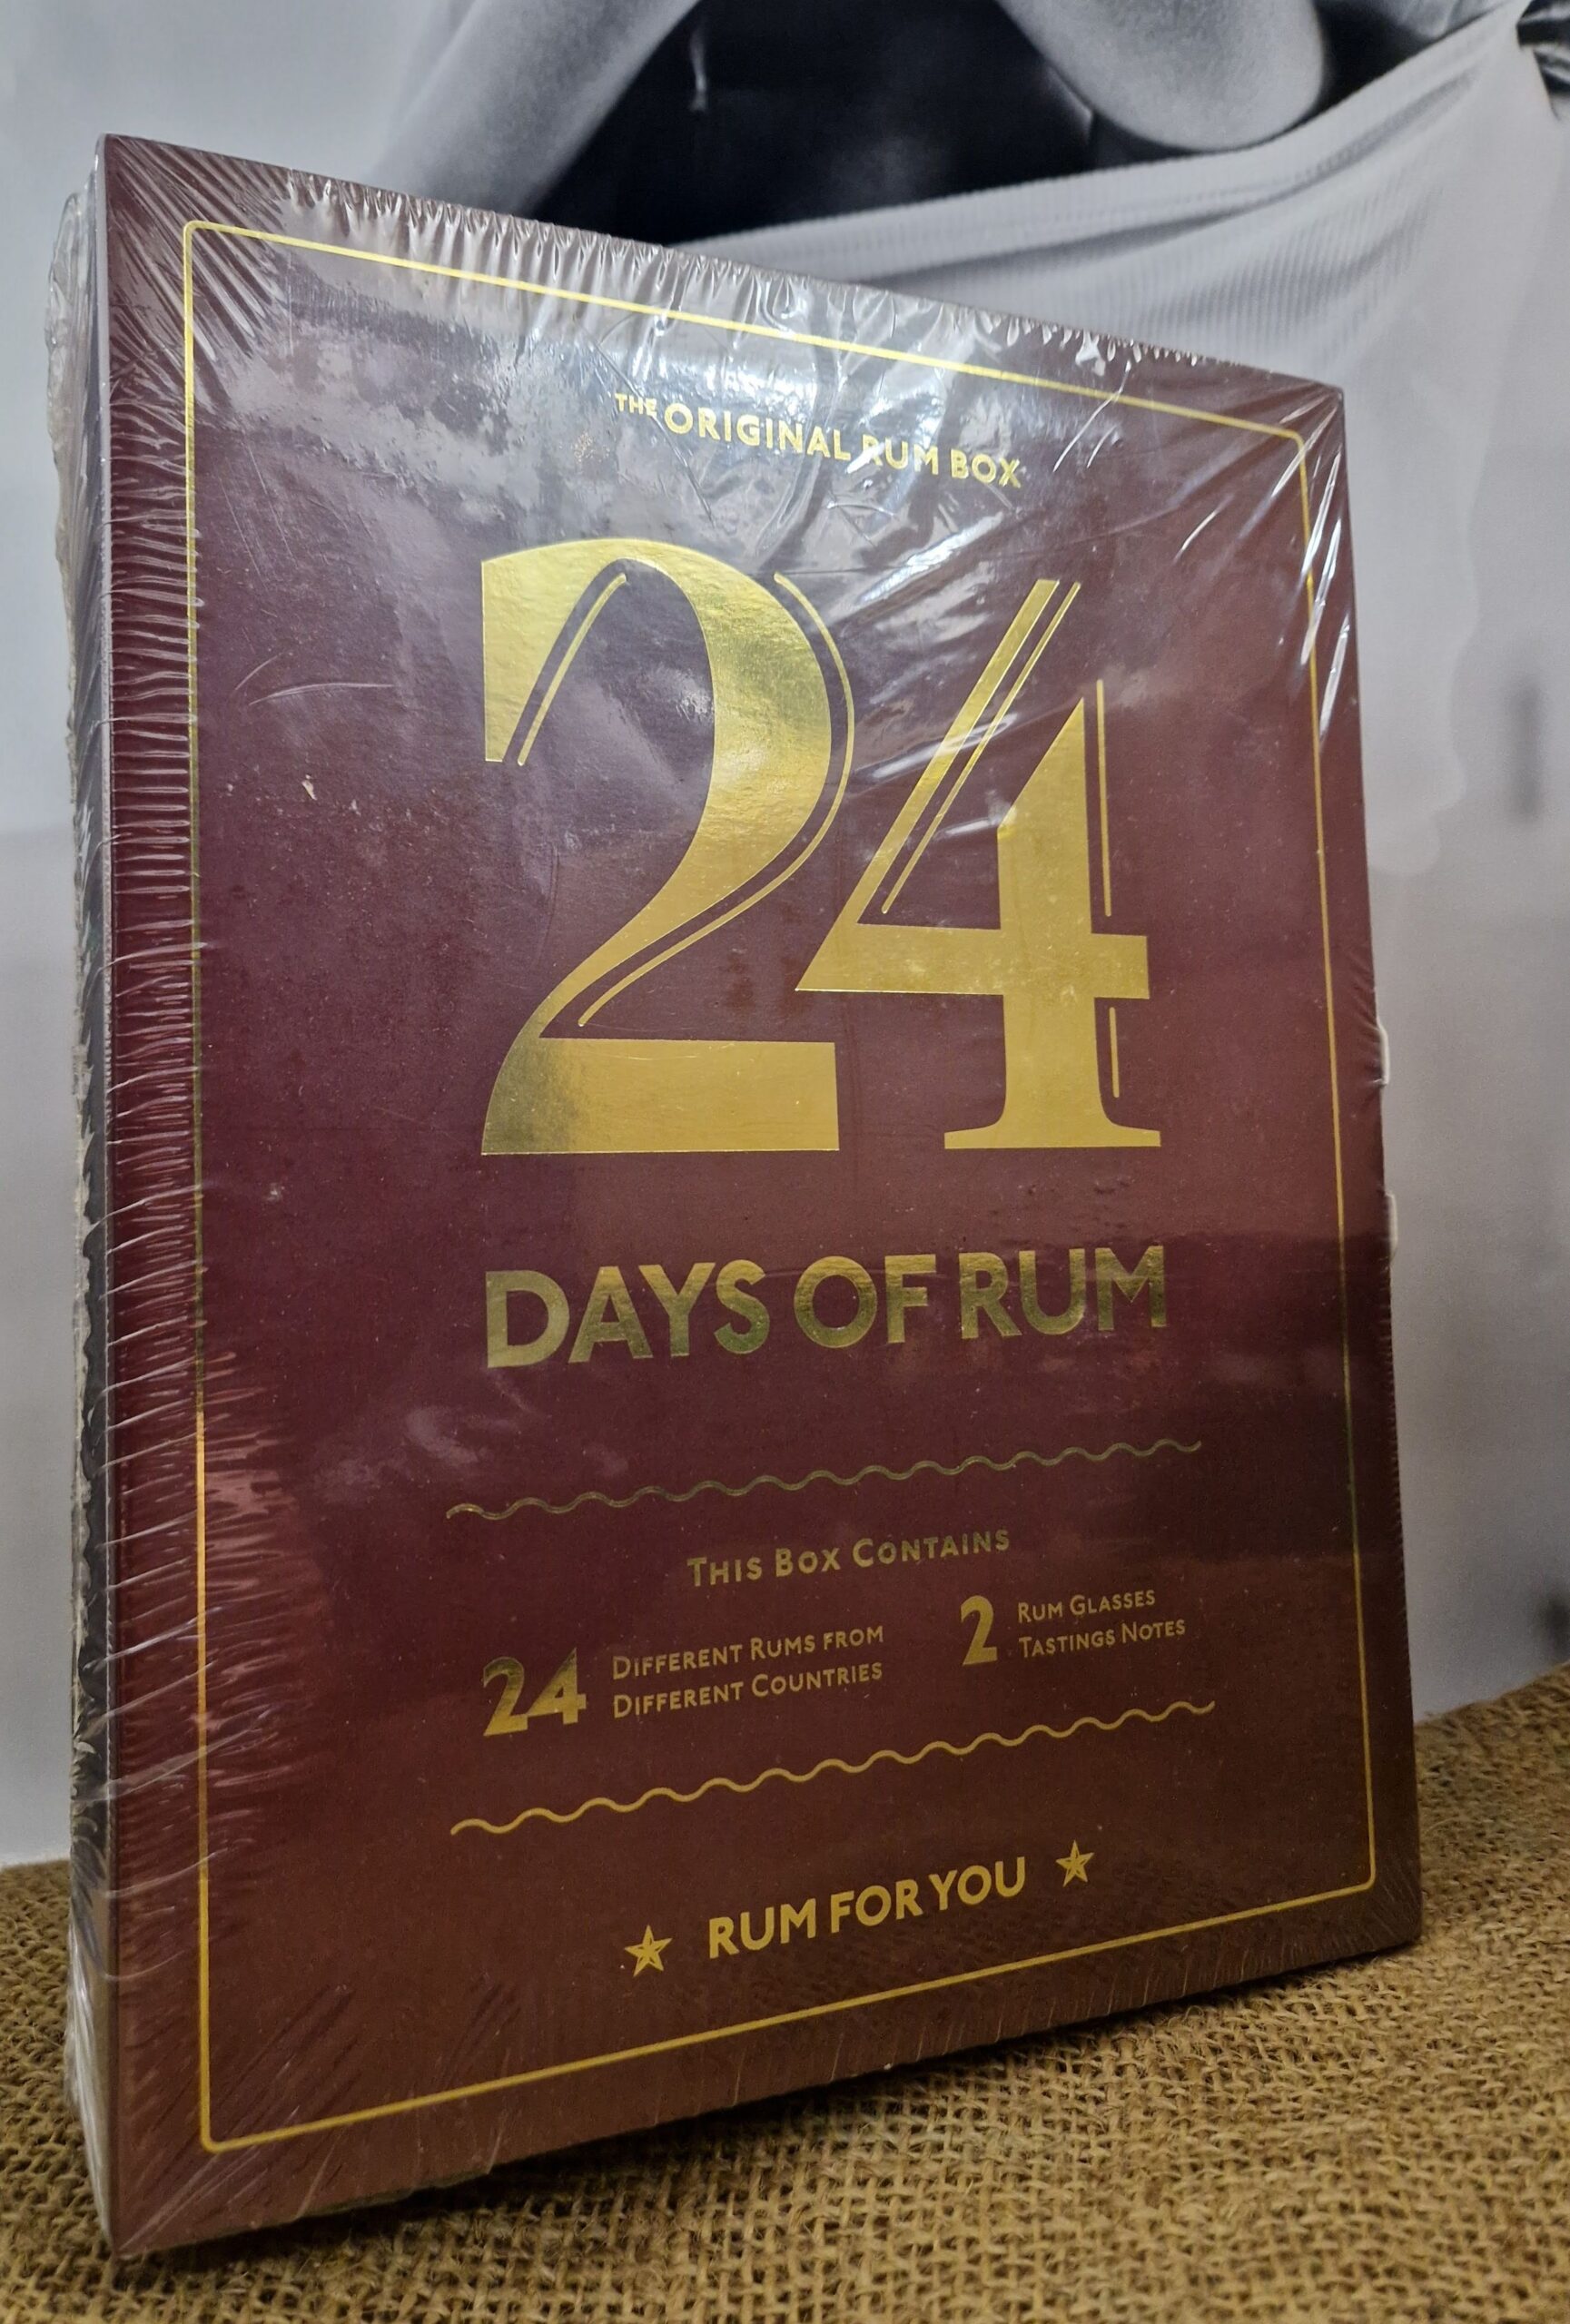 THE ORIGINAL RUM BOX
24
DAYS OF RUM
THIS BOX CONTAINS
24 DIFFERENT RUMS FROM
DIFFERENT COUNTRIES
2 RUM GLASSES
TASTINGS NOTES
RUM FOR YOU